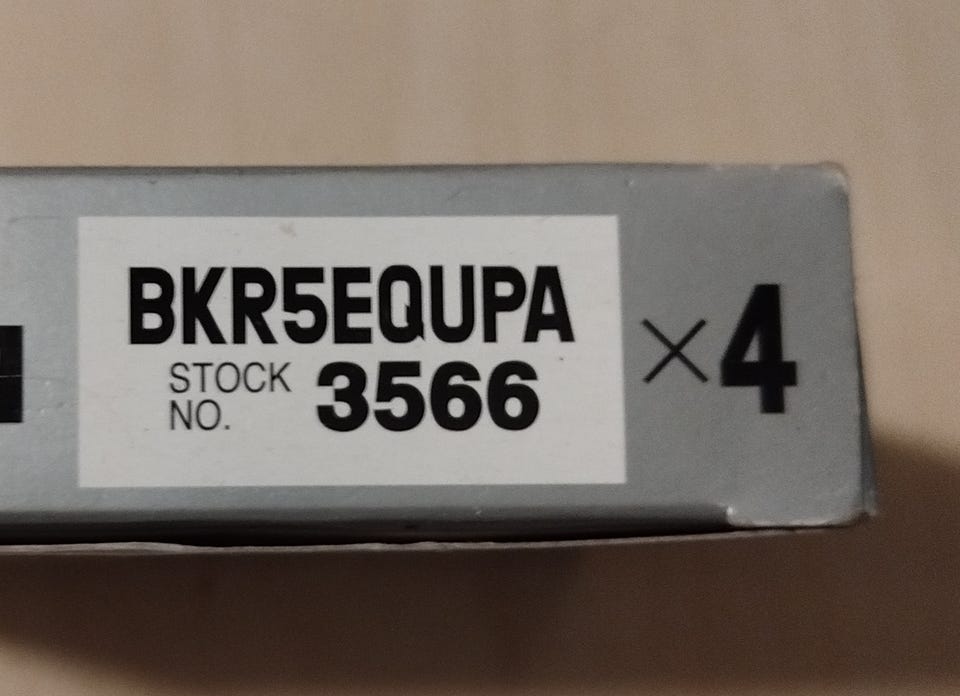 BKR5EQUPA
STOCK
NO. 3566
×4